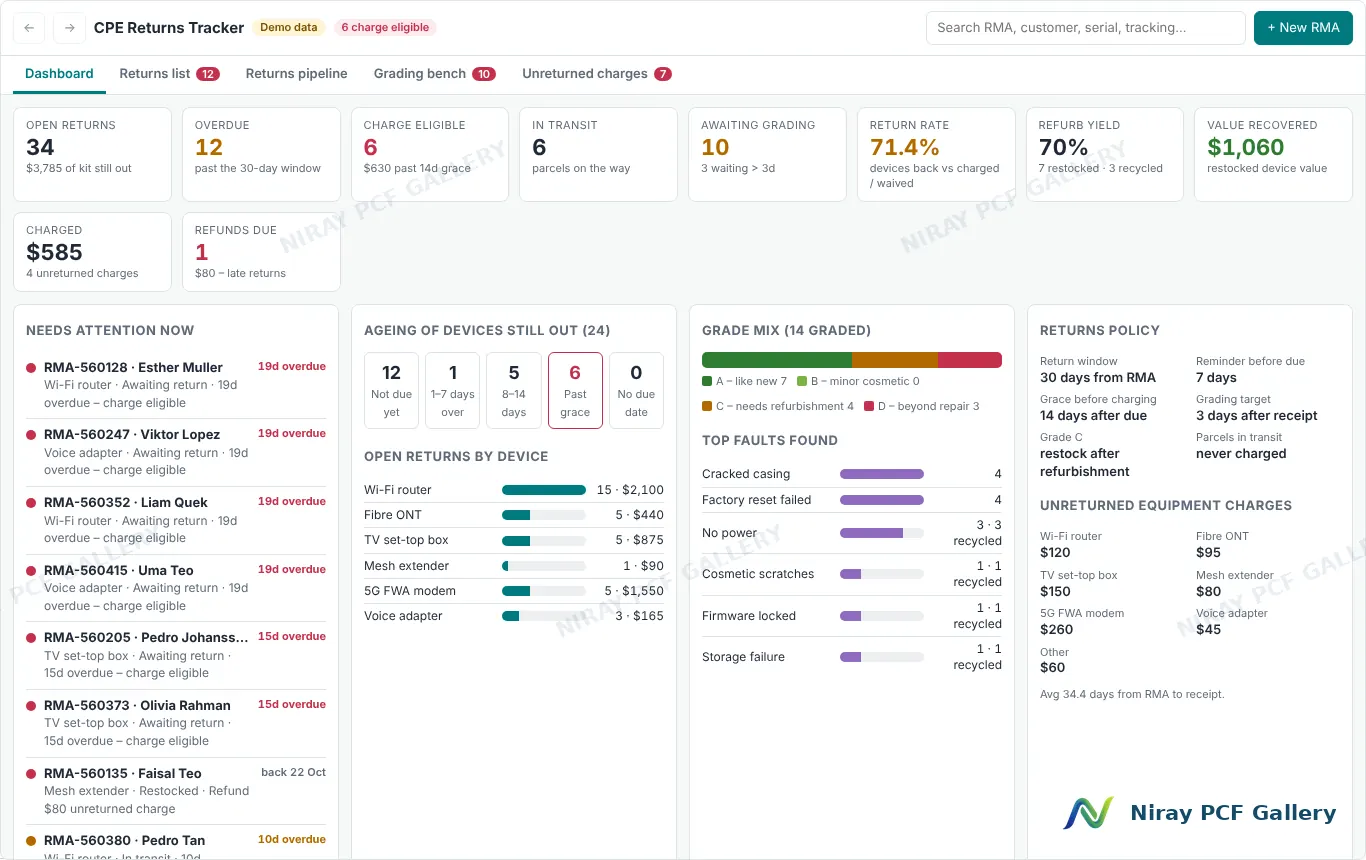 ← → CPE Returns Tracker Demo data 6 charge eligible Search RMA, customer, serial, tracking... + New RMA
Dashboard Returns list 12 Returns pipeline Grading bench 10 Unreturned charges 7
OPEN RETURNS
34
$3,785 of kit still out
OVERDUE
12
past the 30-day window
CHARGE ELIGIBLE
6
$630 past 14d grace
IN TRANSIT
6
parcels on the way
AWAITING GRADING
10
3 waiting > 3d
RETURN RATE
71.4%
devices back vs charged
/ waived
REFURB YIELD
70%
7 restocked · 3 recycled
VALUE RECOVERED
$1,060
restocked device value
CHARGED
$585
4 unreturned charges
REFUNDS DUE
1
$80 – late returns
NEEDS ATTENTION NOW
RMA-560128 · Esther Muller 19d overdue
Wi-Fi router · Awaiting return · 19d
overdue – charge eligible
RMA-560247 · Viktor Lopez 19d overdue
Voice adapter · Awaiting return · 19d
overdue – charge eligible
RMA-560352 · Liam Quek 19d overdue
Wi-Fi router · Awaiting return · 19d
overdue – charge eligible
RMA-560415 · Uma Teo 19d overdue
Voice adapter · Awaiting return · 19d
overdue – charge eligible
RMA-560205 · Pedro Johanss... 15d overdue
TV set-top box · Awaiting return ·
15d overdue – charge eligible
RMA-560373 · Olivia Rahman 15d overdue
TV set-top box · Awaiting return ·
15d overdue – charge eligible
RMA-560135 · Faisal Teo back 22 Oct
Mesh extender · Restocked · Refund
$80 unreturned charge
RMA-560380 · Pedro Tan 10d overdue
Wi-Fi router · In transit · 10d
AGEING OF DEVICES STILL OUT (24)
12
Not due
yet
1
1–7 days
over
5
8–14
days
6
Past
grace
0
No due
date
OPEN RETURNS BY DEVICE
Wi-Fi router 15 · $2,100
Fibre ONT 5 · $440
TV set-top box 5 · $875
Mesh extender 1 · $90
5G FWA modem 5 · $1,550
Voice adapter 3 · $165
GRADE MIX (14 GRADED)
A – like new 7 B – minor cosmetic 0
C – needs refurbishment 4 D – beyond repair 3
TOP FAULTS FOUND
Cracked casing 4
Factory reset failed 4
No power 3 · 3
recycled
Cosmetic scratches 1 · 1
recycled
Firmware locked 1 · 1
recycled
Storage failure 1 · 1
recycled
RETURNS POLICY
Return window
30 days from RMA
Reminder before due
7 days
Grace before charging
14 days after due
Grading target
3 days after receipt
Grade C
restock after
refurbishment
Parcels in transit
never charged
UNRETURNED EQUIPMENT CHARGES
Wi-Fi router
$120
Fibre ONT
$95
TV set-top box
$150
Mesh extender
$80
5G FWA modem
$260
Voice adapter
$45
Other
$60
Avg 34.4 days from RMA to receipt.
Niray PCF Gallery
NIRAY PCF GALLERY
NIRAY PCF GALLERY
PCF GALLERY
NIRAY PCF GALLERY
NIRAY PCF GALLERY